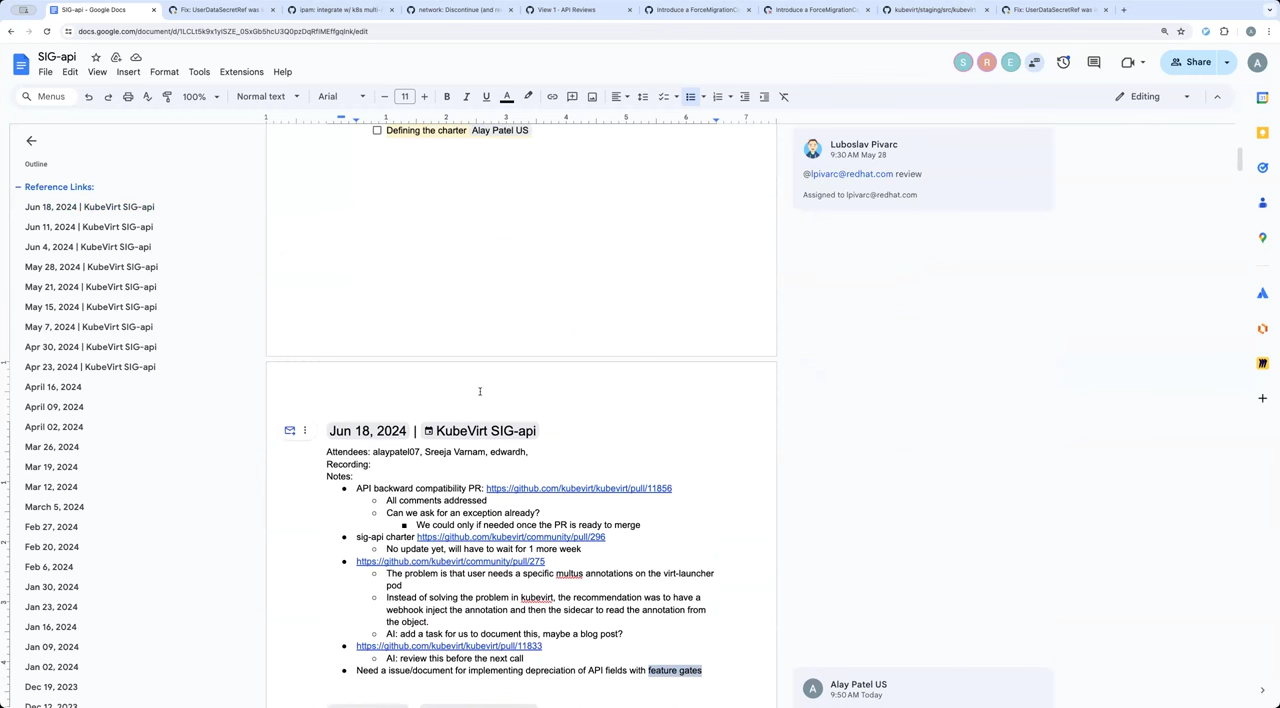 SIG-api - Google Docs
Fix: UserDataSecretRef was n
ipam: integrate w/ k8s multi-
network: Discontinue (and re
View 1 · API Reviews
Introduce a ForceMigrationC
Introduce a ForceMigrationC
kubevirt/staging/src/kubevirt
Fix: UserDataSecretRef was n
SIG-api
File Edit View Insert Format Tools Extensions Help
S R E
Share
A
Menus
100%
Normal text
Arial
11
B I U A
Editing
1 1 2 3 4 5 6 7
Outline
Reference Links:
Jun 18, 2024 | KubeVirt SIG-api
Jun 11, 2024 | KubeVirt SIG-api
Jun 4, 2024 | KubeVirt SIG-api
May 28, 2024 | KubeVirt SIG-api
May 21, 2024 | KubeVirt SIG-api
May 15, 2024 | KubeVirt SIG-api
May 7, 2024 | KubeVirt SIG-api
Apr 30, 2024 | KubeVirt SIG-api
Apr 23, 2024 | KubeVirt SIG-api
April 16, 2024
April 09, 2024
April 02, 2024
Mar 26, 2024
Mar 19, 2024
Mar 12, 2024
March 5, 2024
Feb 27, 2024
Feb 20, 2024
Feb 6, 2024
Jan 30, 2024
Jan 23, 2024
Jan 16, 2024
Jan 09, 2024
Jan 02, 2024
Dec 19, 2023
Dec 12, 2023
Defining the charter Alay Patel US
Jun 18, 2024 | KubeVirt SIG-api
Attendees: alaypatel07, Sreeja Varnam, edwardh,
Recording:
Notes:
● API backward compatibility PR: https://github.com/kubevirt/kubevirt/pull/11856
○ All comments addressed
○ Can we ask for an exception already?
■ We could only if needed once the PR is ready to merge
● sig-api charter https://github.com/kubevirt/community/pull/296
○ No update yet, will have to wait for 1 more week
● https://github.com/kubevirt/community/pull/275
○ The problem is that user needs a specific multus annotations on the virt-launcher
pod
○ Instead of solving the problem in kubevirt, the recommendation was to have a
webhook inject the annotation and then the sidecar to read the annotation from
the object.
○ AI: add a task for us to document this, maybe a blog post?
● https://github.com/kubevirt/kubevirt/pull/11833
○ AI: review this before the next call
● Need a issue/document for implementing depreciation of API fields with feature gates
Luboslav Pivarc
9:30 AM May 28
@lpivarc@redhat.com review
Assigned to lpivarc@redhat.com
A
Alay Patel US
9:50 AM Today